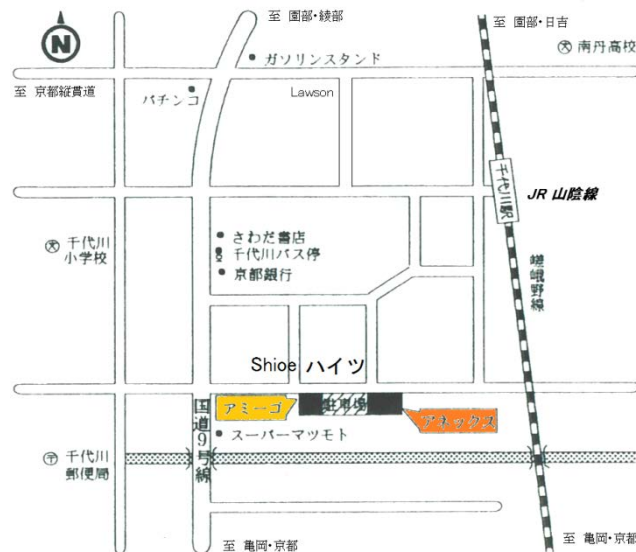 至 園部・綾部
至 園部・日吉
N
ガソリンスタンド
南丹高校
至 京都縦貫道
パチンコ
Lawson
千代川駅
JR 山陰線
さわだ書店
千代川バス停
京都銀行
千代川
小学校
嵯峨野線
Shioe ハイツ
アミーゴ
駐車場
アネックス
国道9号線
スーパーマツモト
千代川
郵便局
至 亀岡・京都
至 亀岡・京都